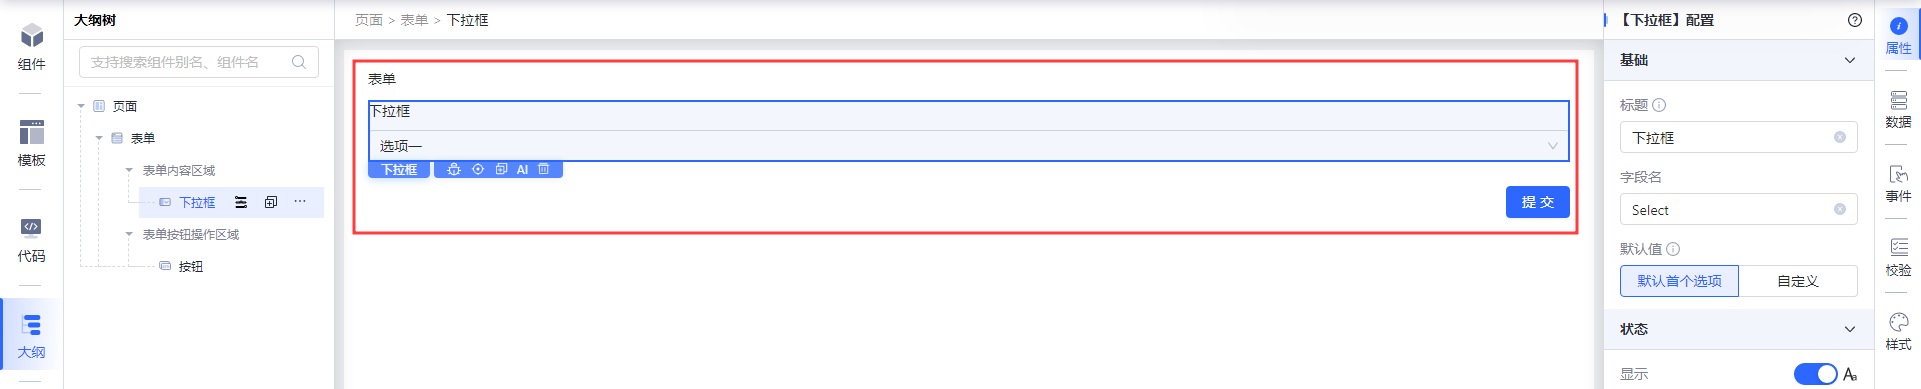 组件
模板
代码
大纲
大纲树
支持搜索组件别名、组件名
页面
表单
表单内容区域
下拉框
表单按钮操作区域
按钮
页面 > 表单 > 下拉框
表单
下拉框
选项一
下拉框 AI
提 交
【下拉框】配置
基础
标题
下拉框
字段名
Select
默认值
默认首个选项 自定义
状态
显示
属性
数据
事件
校验
样式